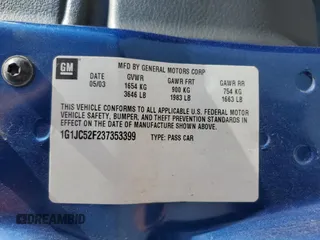 GM
MFD BY GENERAL MOTORS CORP
DATE GVWR GAWR FRT GAWR RR
05/03 1654 KG 900 KG 754 KG
3646 LB 1983 LB 1663 LB
THIS VEHICLE CONFORMS TO ALL APPLICABLE U.S. FEDERAL MOTOR
VEHICLE SAFETY, BUMPER, AND THEFT PREVENTION STANDARDS IN
EFFECT ON THE DATE OF MANUFACTURE SHOWN ABOVE.
1G1JC52F237353399 TYPE: PASS CAR
DREAMBID